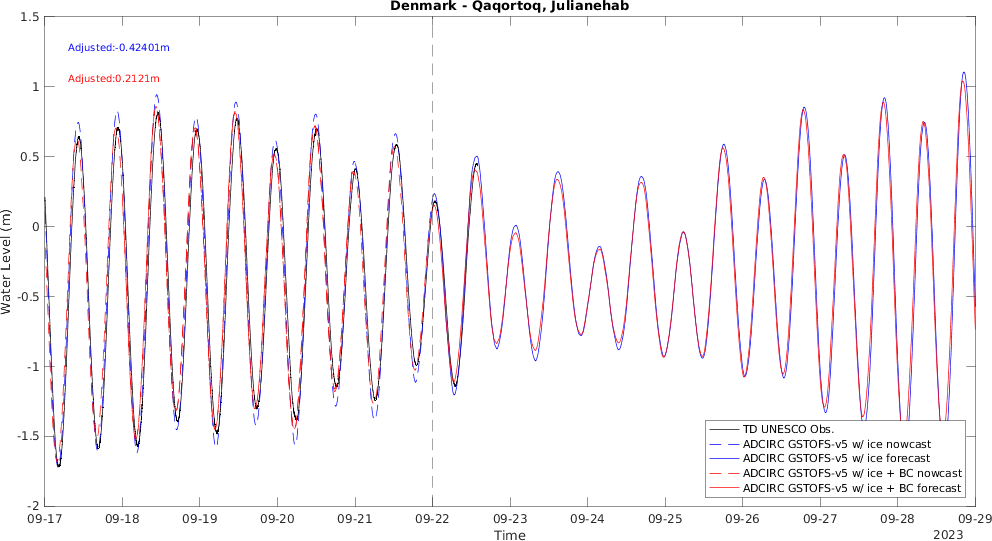 Denmark - Qaqortoq, Julianehab
1.5
Adjusted:-0.42401m
Adjusted:0.2121m
1
0.5
0
-0.5
-1
-1.5
-2
Water Level (m)
TD UNESCO Obs.
ADCIRC GSTOFS-v5 w/ ice nowcast
ADCIRC GSTOFS-v5 w/ ice forecast
ADCIRC GSTOFS-v5 w/ ice + BC nowcast
ADCIRC GSTOFS-v5 w/ ice + BC forecast
09-17 09-18 09-19 09-20 09-21 09-22 09-23 09-24 09-25 09-26 09-27 09-28 09-29
Time
2023